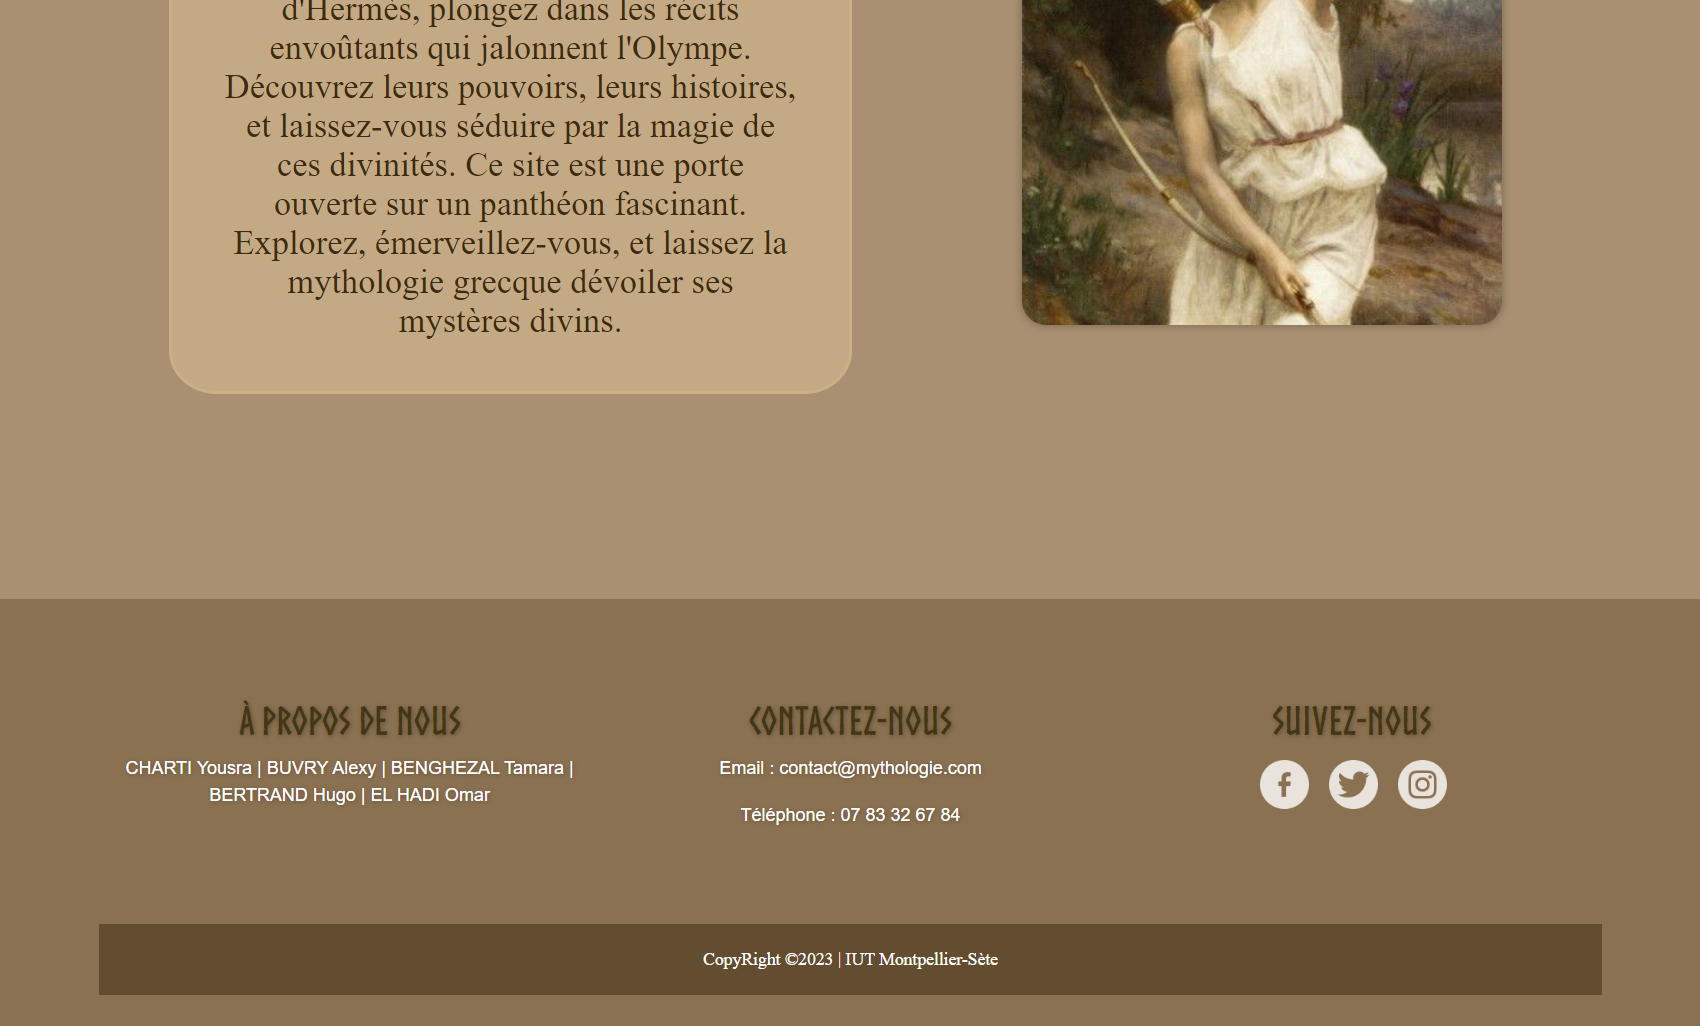 d'Hermès, plongez dans les récits
envoûtants qui jalonnent l'Olympe.
Découvrez leurs pouvoirs, leurs histoires,
et laissez-vous séduire par la magie de
ces divinités. Ce site est une porte
ouverte sur un panthéon fascinant.
Explorez, émerveillez-vous, et laissez la
mythologie grecque dévoiler ses
mystères divins.
À PROPOS DE NOUS
CHARTI Yousra | BUVRY Alexy | BENGHEZAL Tamara |
BERTRAND Hugo | EL HADI Omar
CONTACTEZ-NOUS
Email : contact@mythologie.com
Téléphone : 07 83 32 67 84
SUIVEZ-NOUS
CopyRight ©2023 | IUT Montpellier-Sète